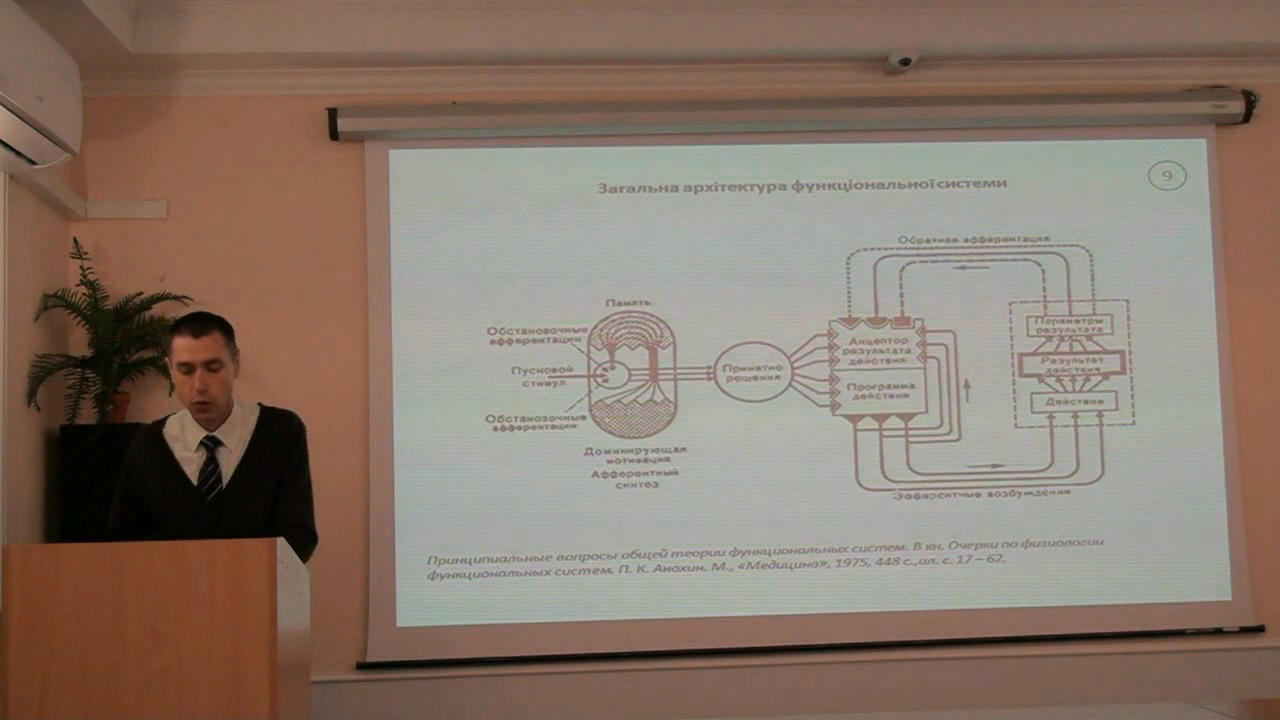 Загальна архітектура функціональної системи
9
Обратная афферентация
Память
Обстановочные
афферентации
Пусковой
стимул
Обстановочные
афферентации
Доминирующая
мотивация
Афферентный
синтез
Принятие
решения
Акцептор
результата
действия
Программа
действия
Параметры
результата
Результат
действия
Действие
Эфферентные возбуждения
Принципиальные вопросы общей теории функциональных систем. В кн. Очерки по физиологии
функциональных систем. П. К. Анохин. М., «Медицина», 1975, 448 с.,ил. с. 17 – 62.